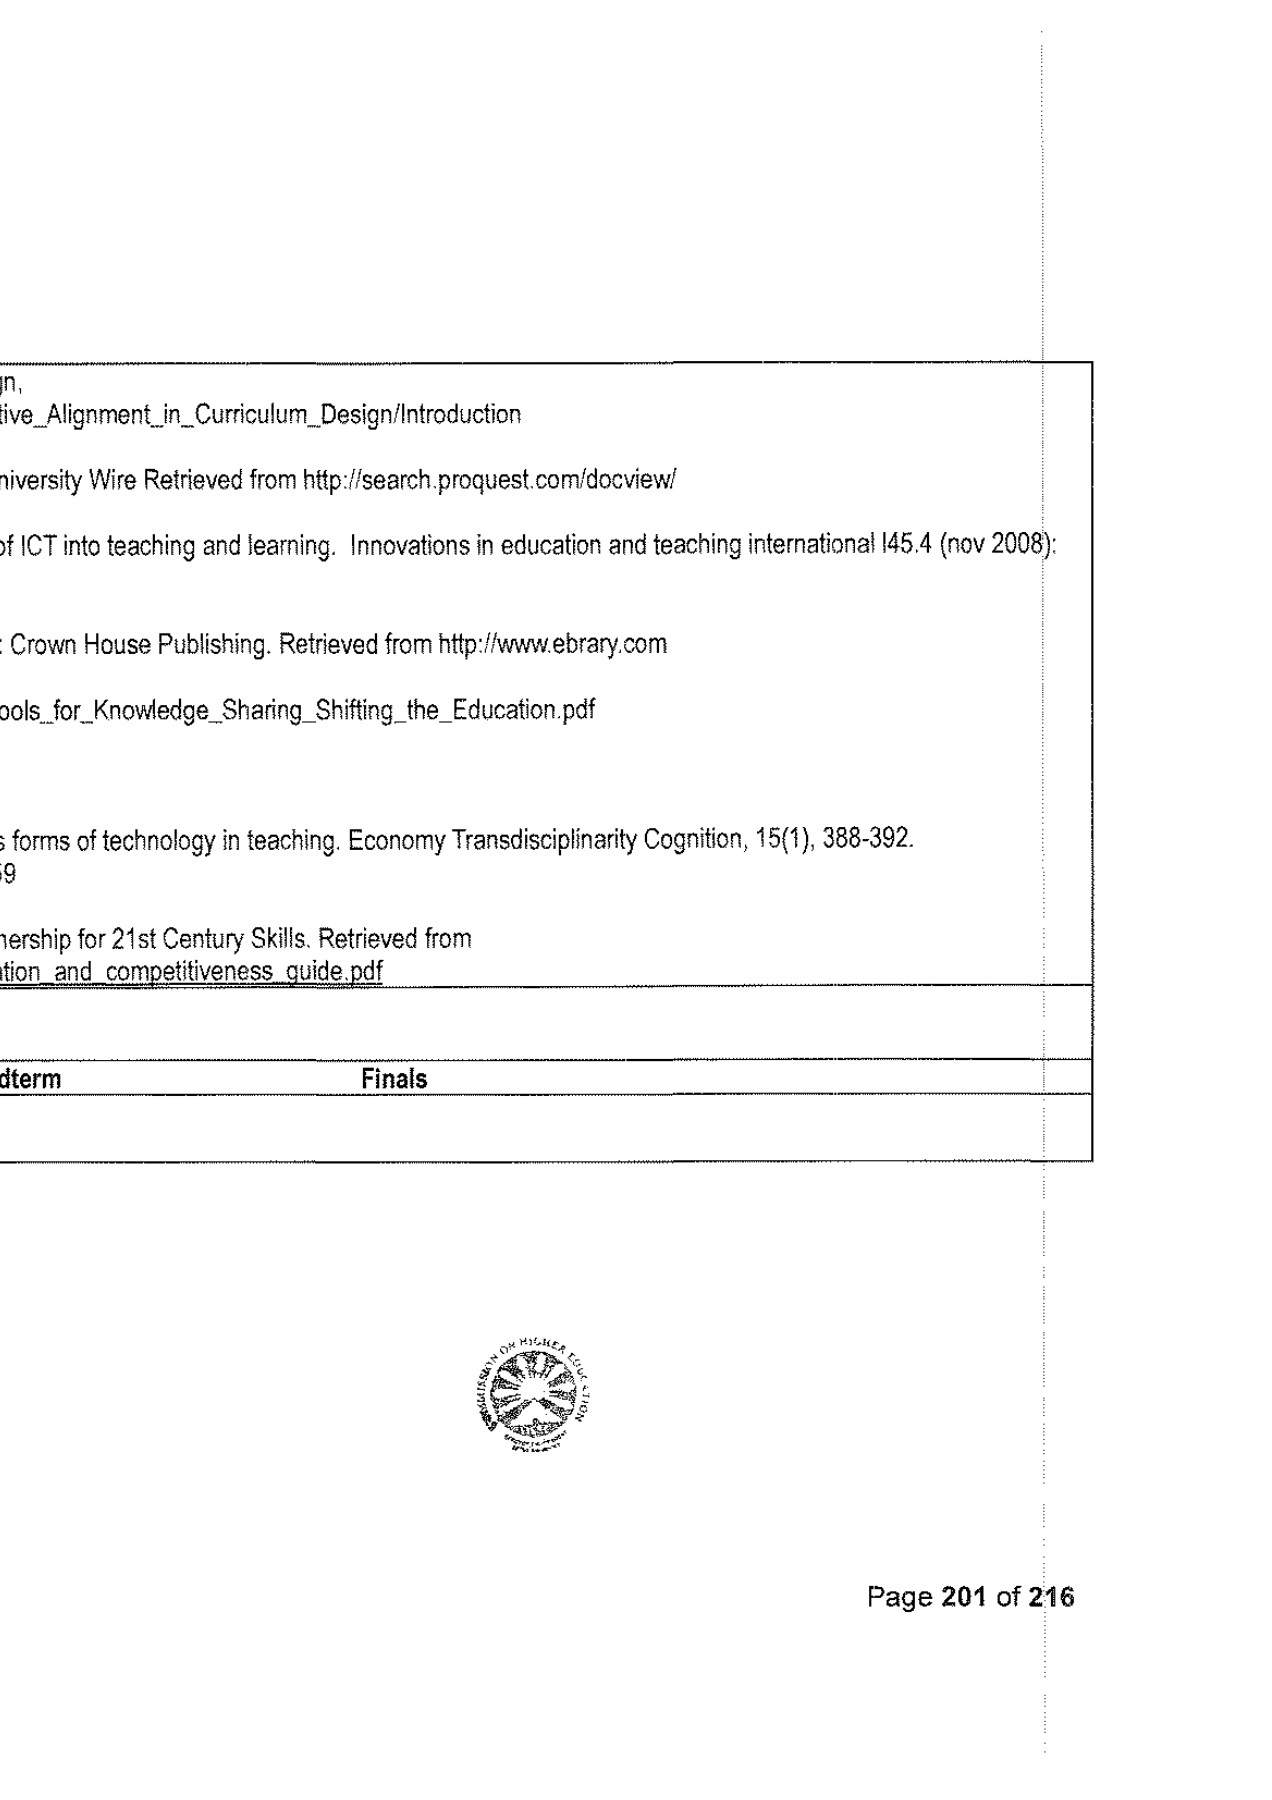 gn,
tive_Alignment_in_Curriculum_Design/Introduction
niversity Wire Retrieved from http://search.proquest.com/docview/
of ICT into teaching and learning. Innovations in education and teaching international I45.4 (nov 2008):
: Crown House Publishing. Retrieved from http://www.ebrary.com
ools_for_Knowledge_Sharing_Shifting_the_Education.pdf
s forms of technology in teaching. Economy Transdisciplinarity Cognition, 15(1), 388-392.
59
nership for 21st Century Skills. Retrieved from
ation_and_competitiveness_guide.pdf
dterm Finals
COMMISSION ON HIGHER EDUCATION
Page 201 of 216